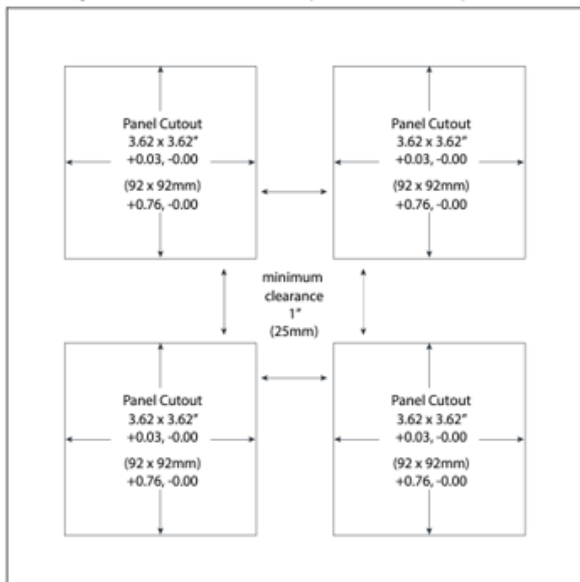 Panel Cutout
3.62 x 3.62"
+0.03, -0.00
(92 x 92mm)
+0.76, -0.00
Panel Cutout
3.62 x 3.62"
+0.03, -0.00
(92 x 92mm)
+0.76, -0.00
minimum
clearance
1"
(25mm)
Panel Cutout
3.62 x 3.62"
+0.03, -0.00
(92 x 92mm)
+0.76, -0.00
Panel Cutout
3.62 x 3.62"
+0.03, -0.00
(92 x 92mm)
+0.76, -0.00